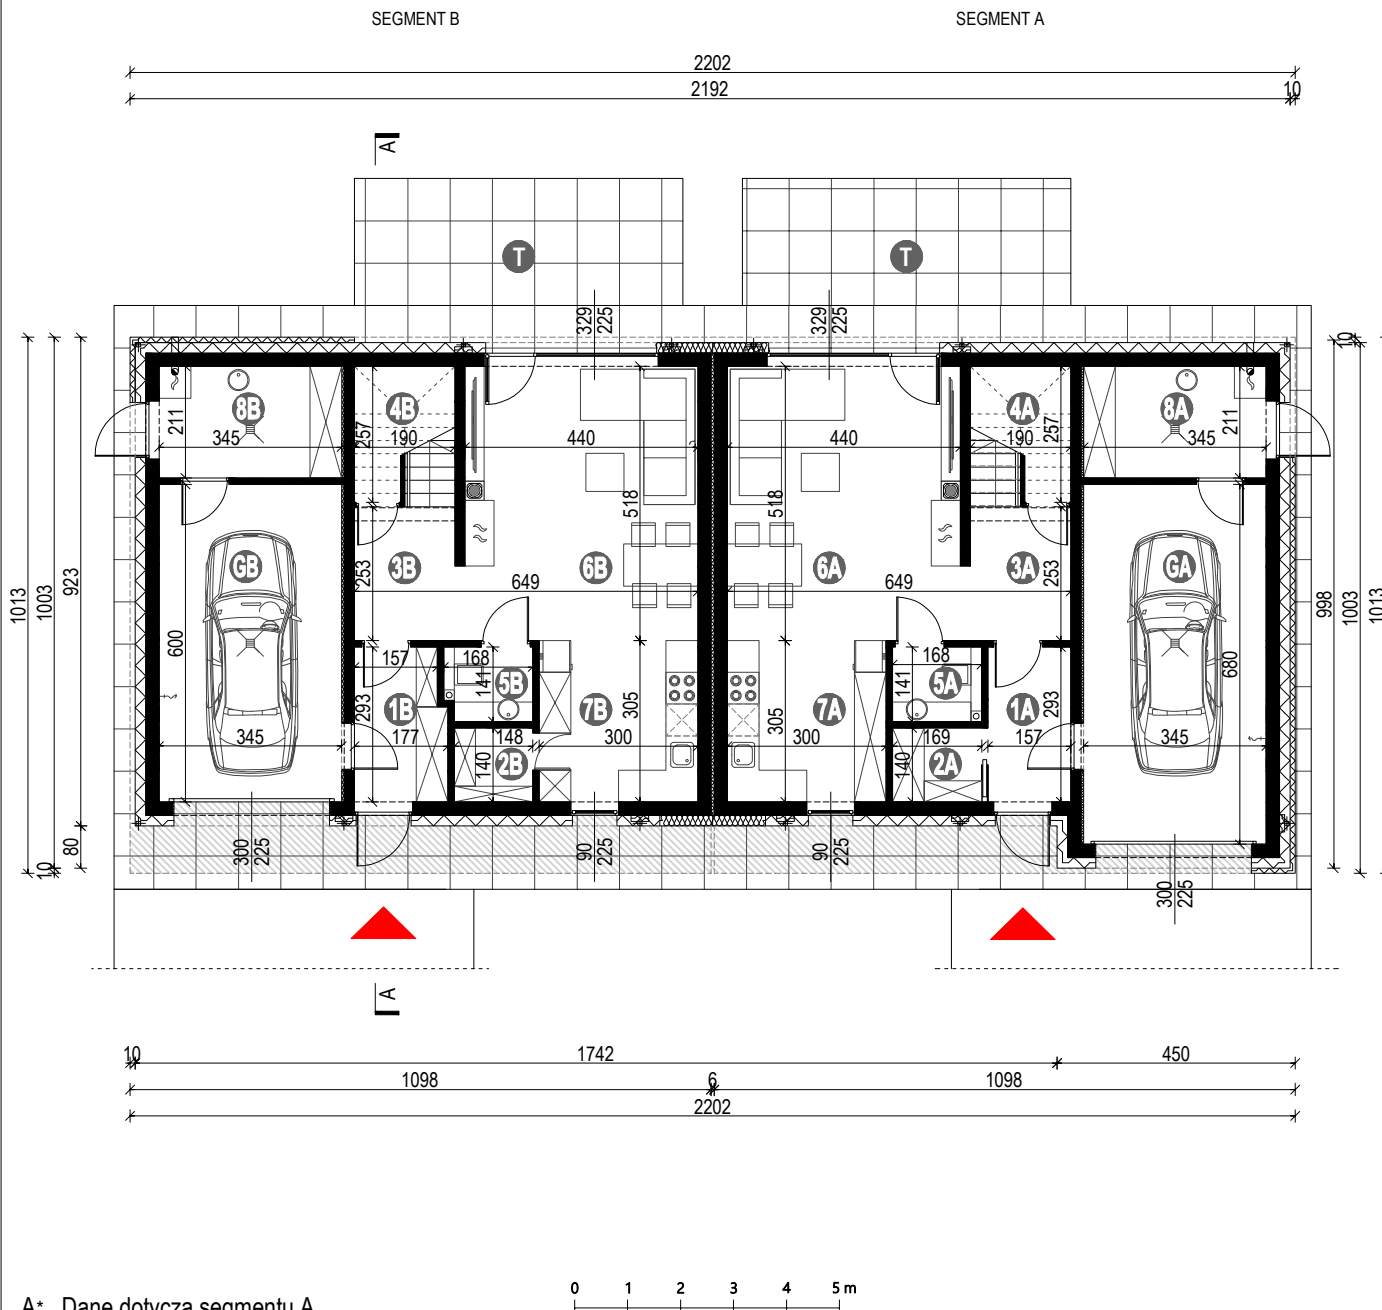 SEGMENT B SEGMENT A
2202
2192 10
A
T T
329 225 329 225
10
8B 4B 4A 8A
211 345 257 190 440 440 190 257 345 211
518 518
GB 3B 6B 6A 3A GA
253 649 649 253
1013 1003 923 998 1003 1013
600 680
157 168 168
141 5B 5A 141
293 1B 7B 305 305 7A 1A 293
345 177 148 300 300 169 157 345
140 2B 2A 140
80
10
300 225 90 225 90 225
300 225
A
10 1742 450
1098 6 1098
2202
0 1 2 3 4 5 m
A* Dane dotyczą segmentu A